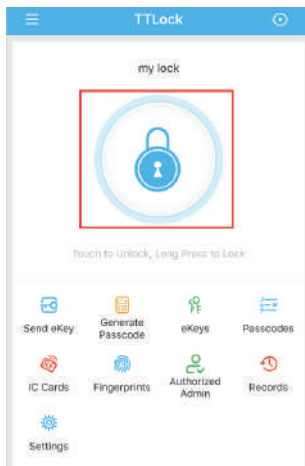 TTLock
my lock
Touch to Unlock, Long Press to Lock
Send eKey
Generate
Passcode
eKeys
Passcodes
IC Cards
Fingerprints
Authorized
Admin
Records
Settings